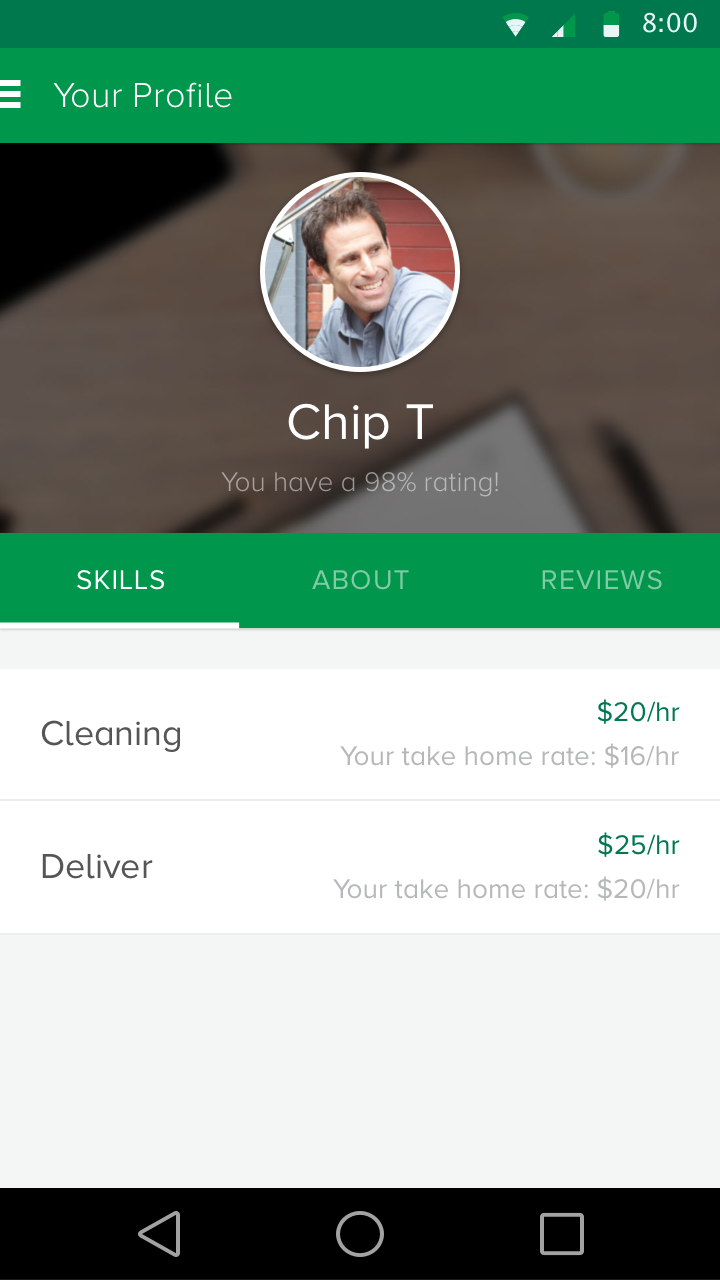 8:00
Your Profile
Chip T
You have a 98% rating!
SKILLS ABOUT REVIEWS
$20/hr
Cleaning
Your take home rate: $16/hr
$25/hr
Deliver
Your take home rate: $20/hr